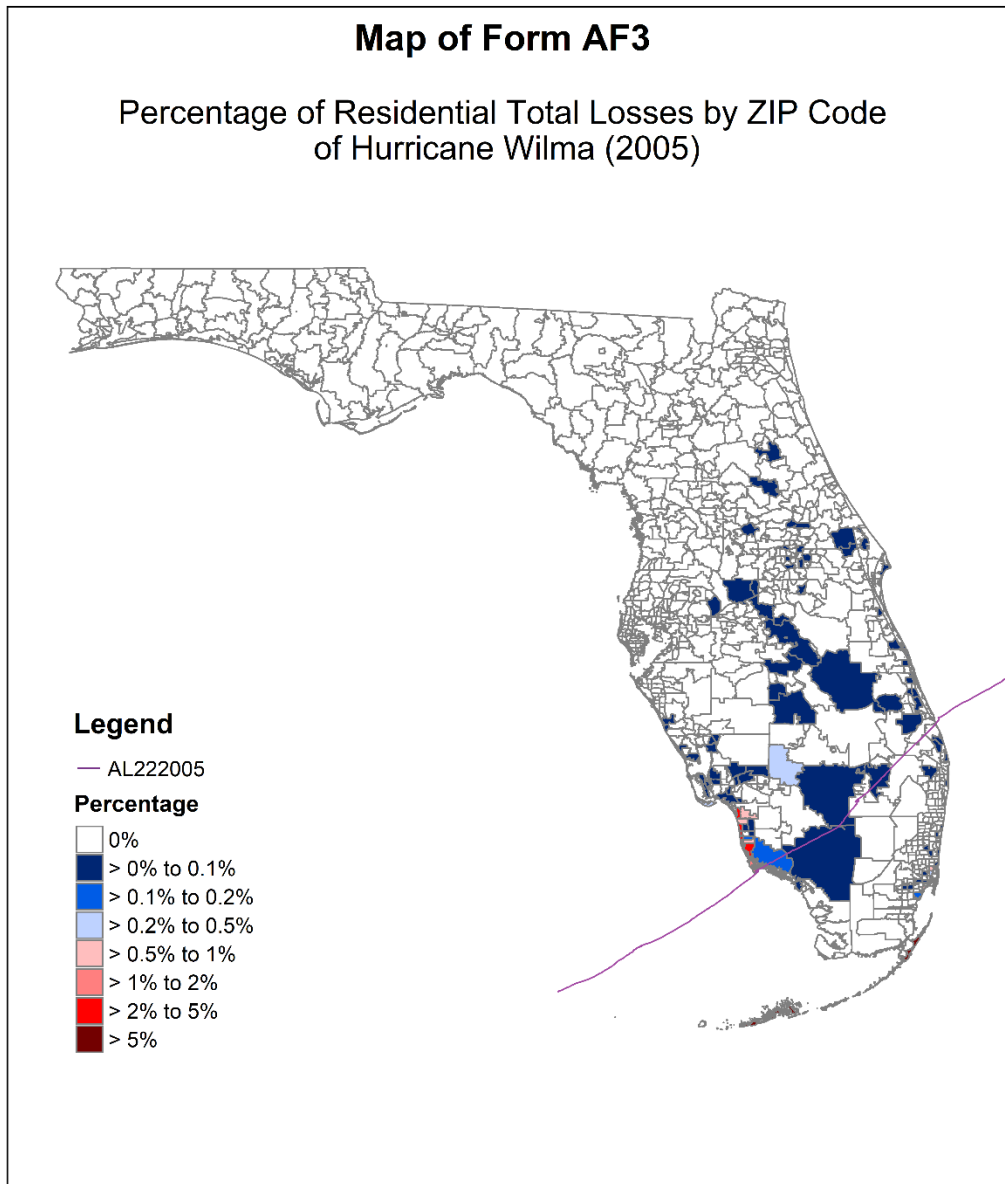 Map of Form AF3
Percentage of Residential Total Losses by ZIP Code
of Hurricane Wilma (2005)
Legend
AL222005
Percentage
0%
> 0% to 0.1%
> 0.1% to 0.2%
> 0.2% to 0.5%
> 0.5% to 1%
> 1% to 2%
> 2% to 5%
> 5%